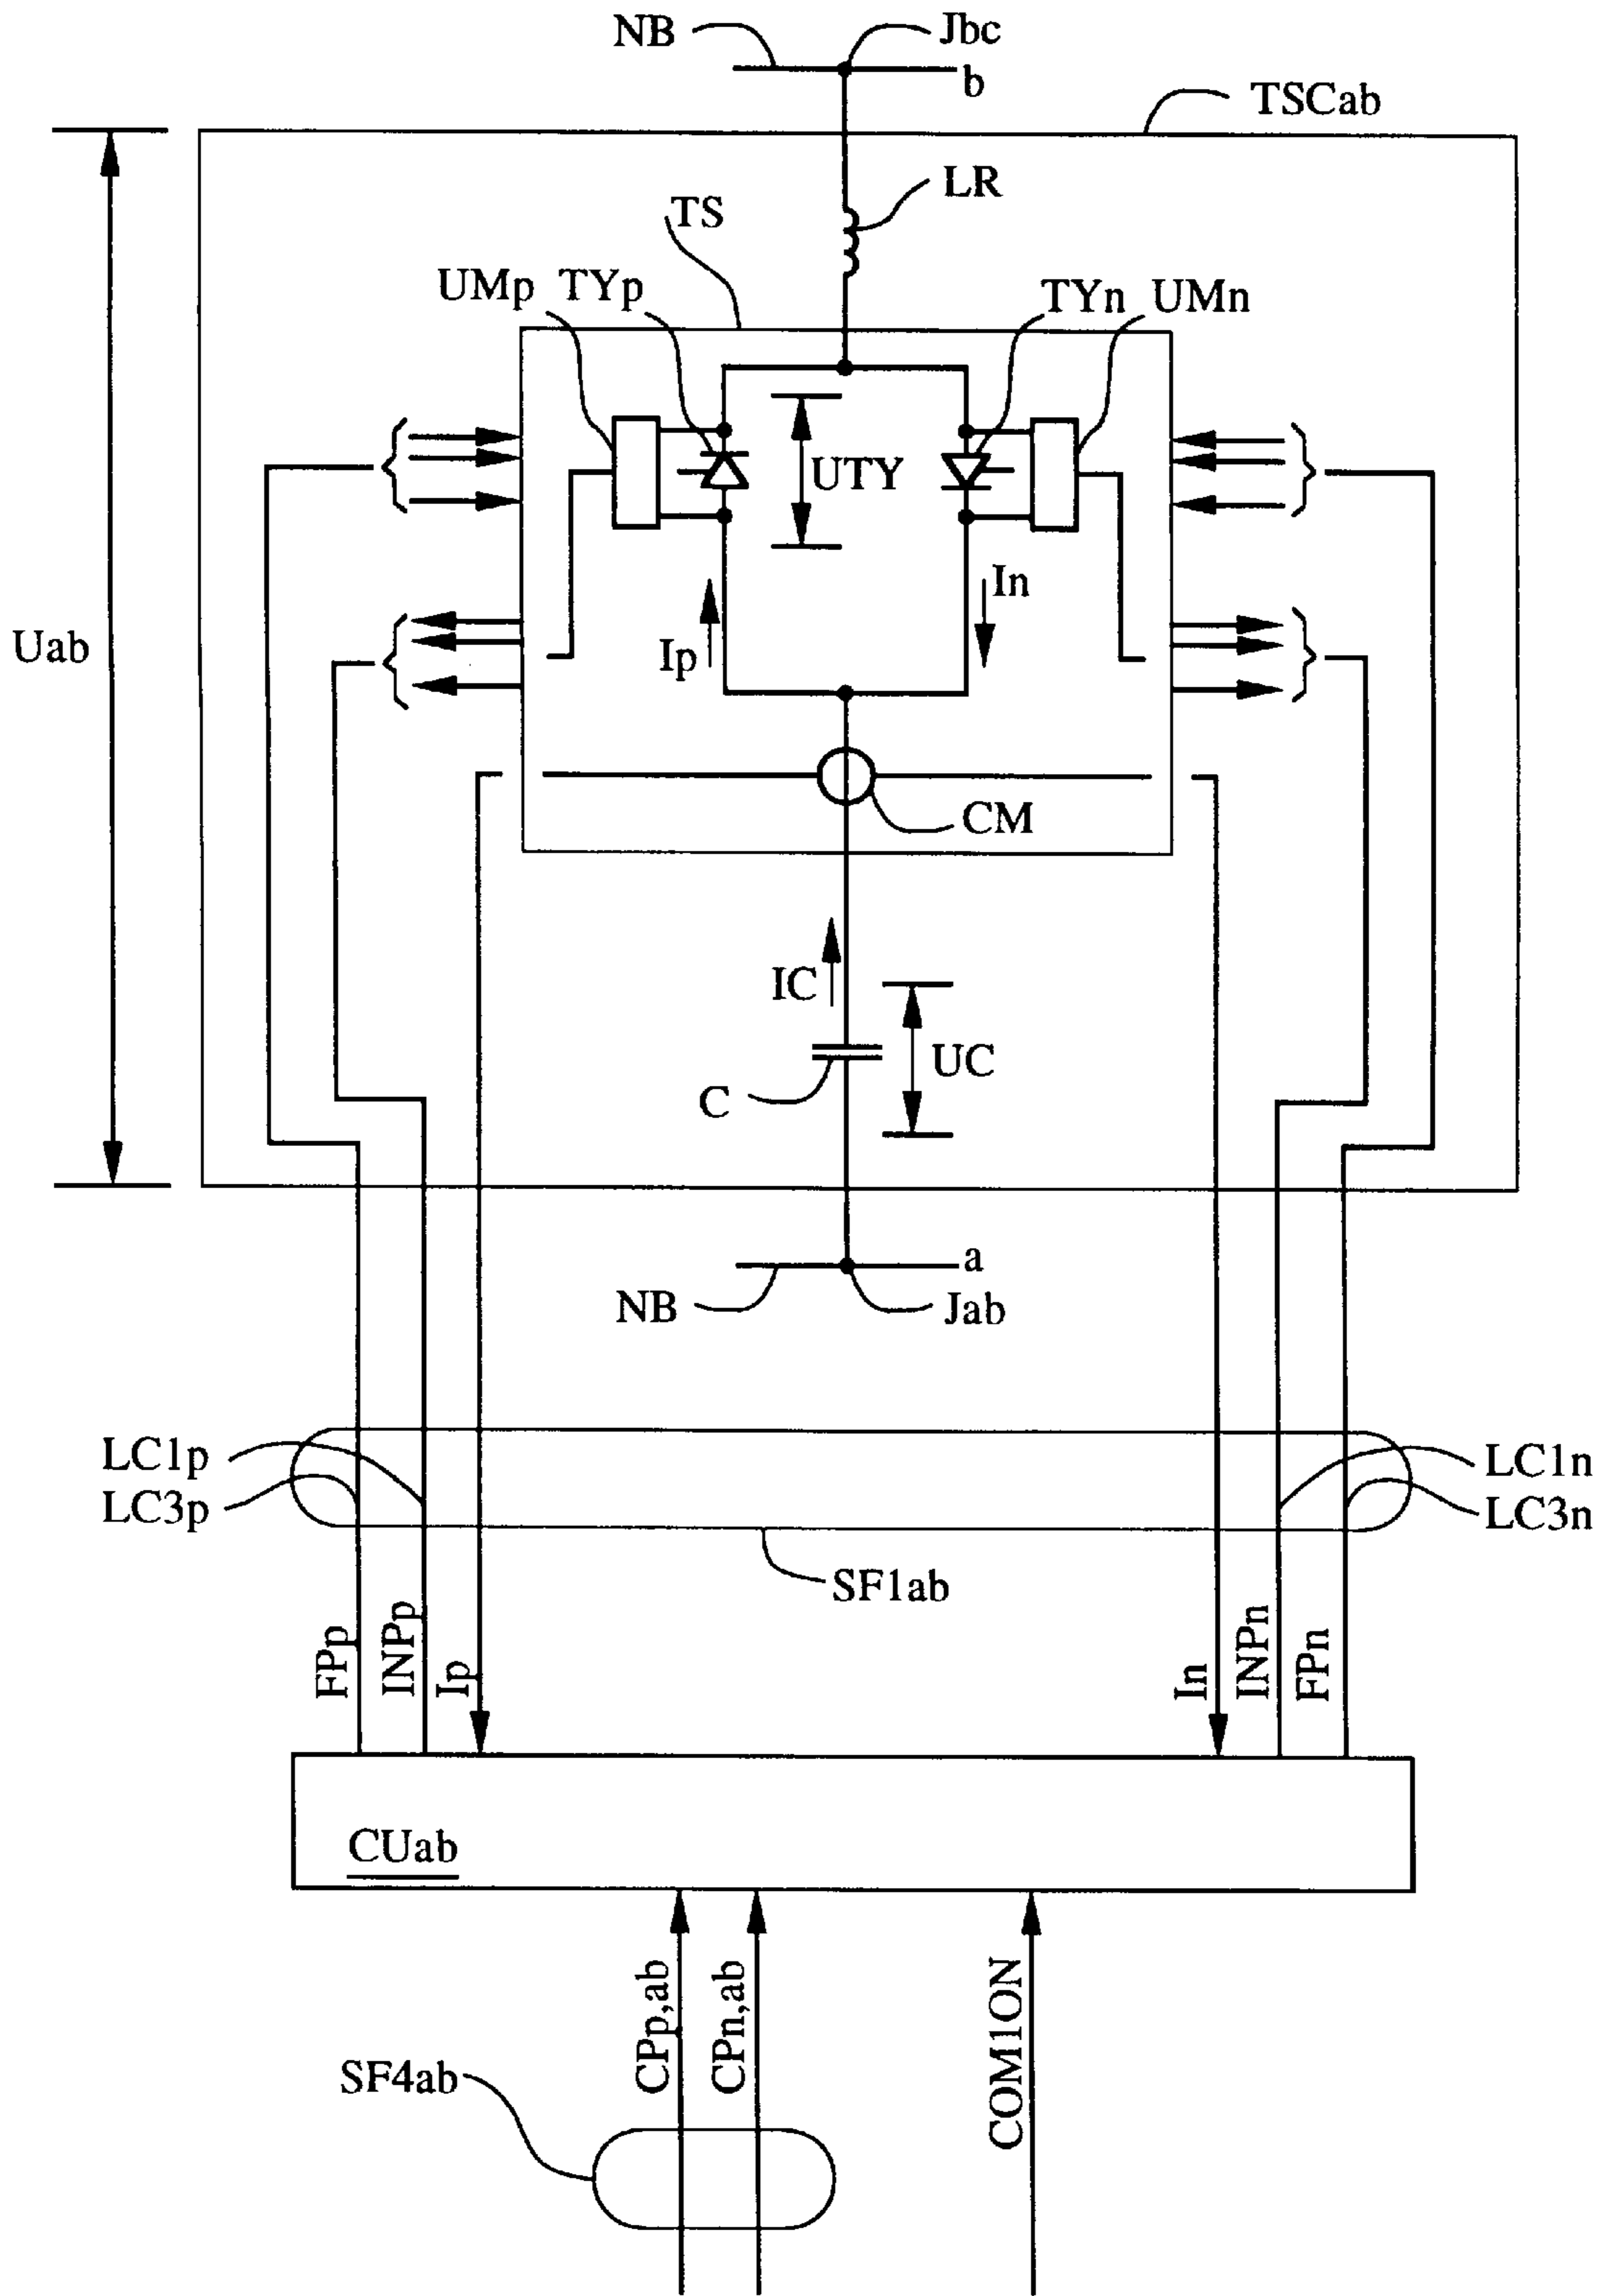 NB
Jbc
b
TSCab
LR
TS
UMp
TYp
TYn
UMn
UTY
In
Ip
Uab
CM
IC
UC
C
a
NB
Jab
LC1p
LC1n
LC3p
LC3n
SF1ab
FPp
INPp
Ip
In
INPn
FPn
CUab
CPp,ab
CPn,ab
COM1ON
SF4ab